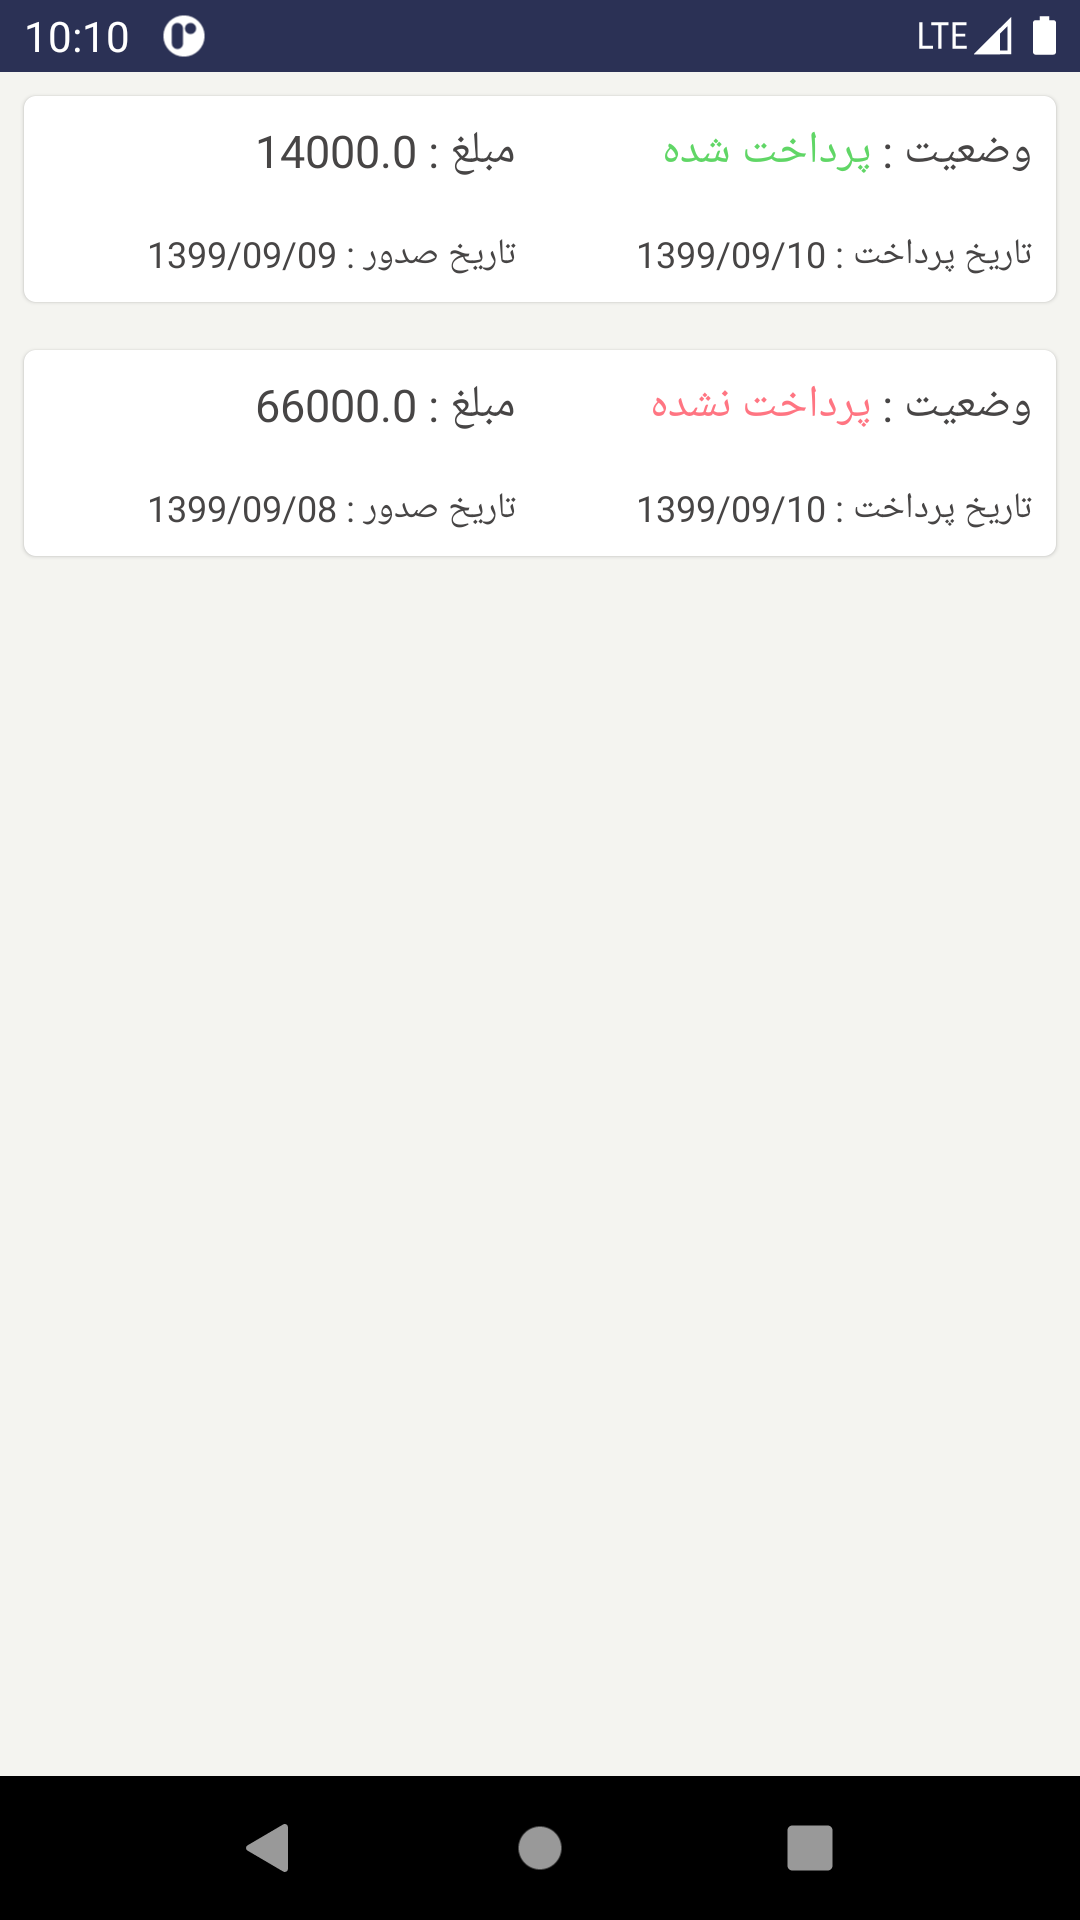 10:10 LTE
وضعیت : پرداخت شده
مبلغ : 14000.0
تاریخ پرداخت : 1399/09/10
تاریخ صدور : 1399/09/09
وضعیت : پرداخت نشده
مبلغ : 66000.0
تاریخ پرداخت : 1399/09/10
تاریخ صدور : 1399/09/08